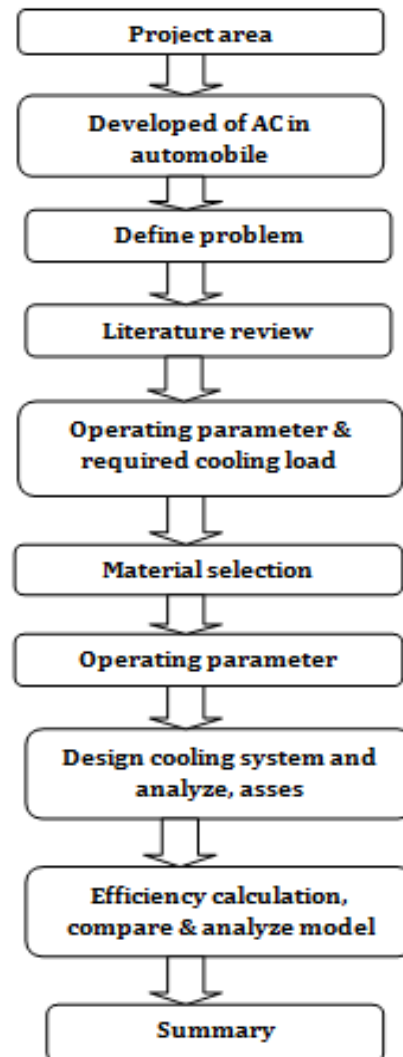 Project area
Developed of AC in
automobile
Define problem
Literature review
Operating parameter &
required cooling load
Material selection
Operating parameter
Design cooling system and
analyze, asses
Efficiency calculation,
compare & analyze model
Summary